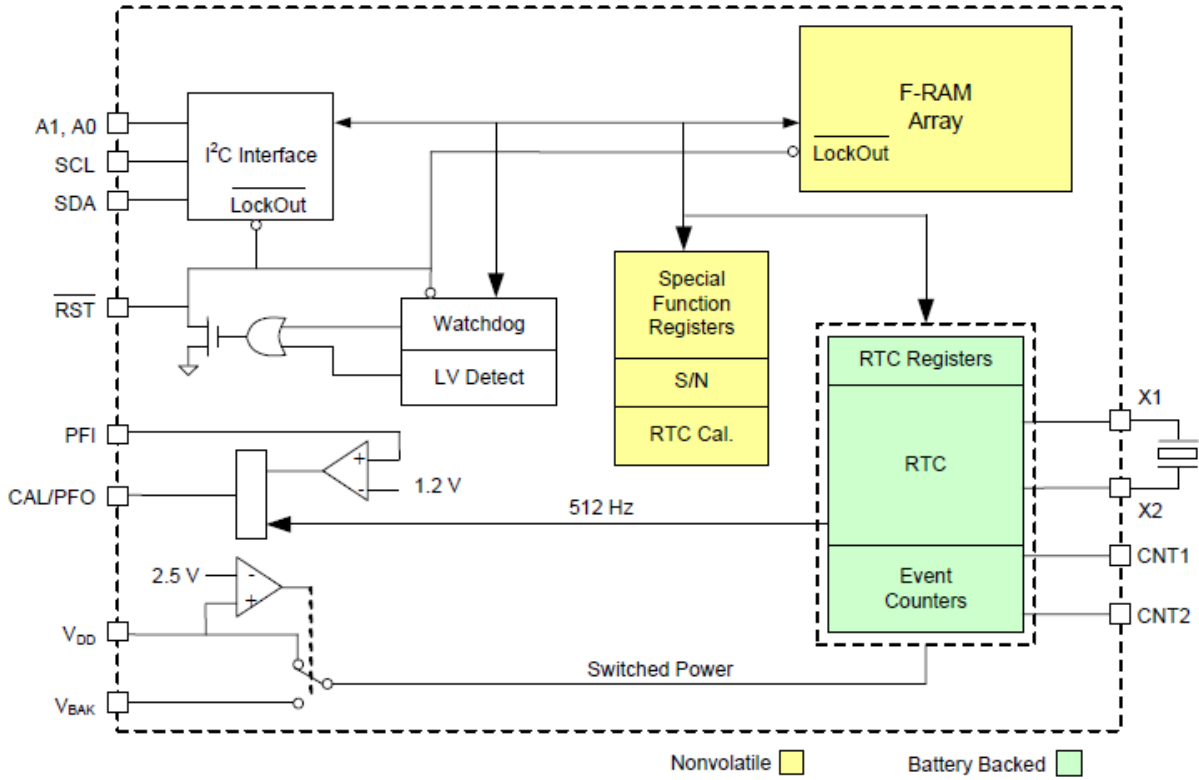 F-RAM
Array
LockOut
A1, A0
SCL
SDA
I²C Interface
LockOut
RST
Watchdog
LV Detect
Special
Function
Registers
S/N
RTC Cal.
RTC Registers
RTC
Event
Counters
X1
X2
CNT1
CNT2
PFI
CAL/PFO
+
-
1.2 V
512 Hz
2.5 V
-
+
VDD
VBAK
Switched Power
Nonvolatile
Battery Backed